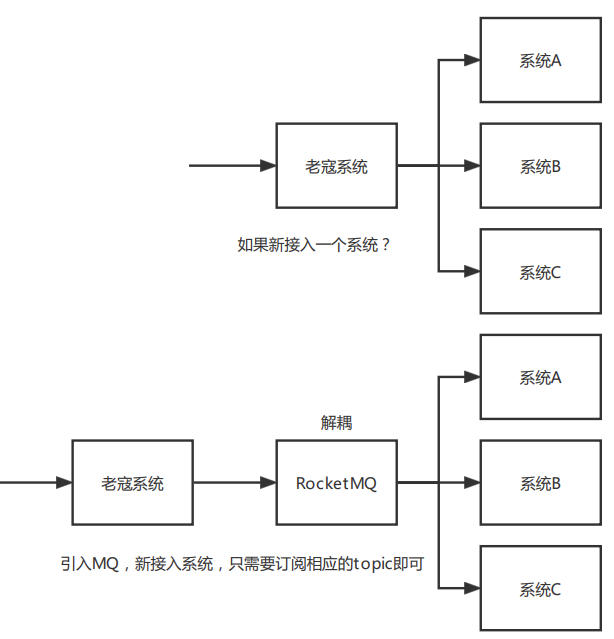 系统A
老寇系统
系统B
如果新接入一个系统？
系统C
系统A
解耦
老寇系统
RocketMQ
系统B
引入MQ，新接入系统，只需要订阅相应的topic即可
系统C